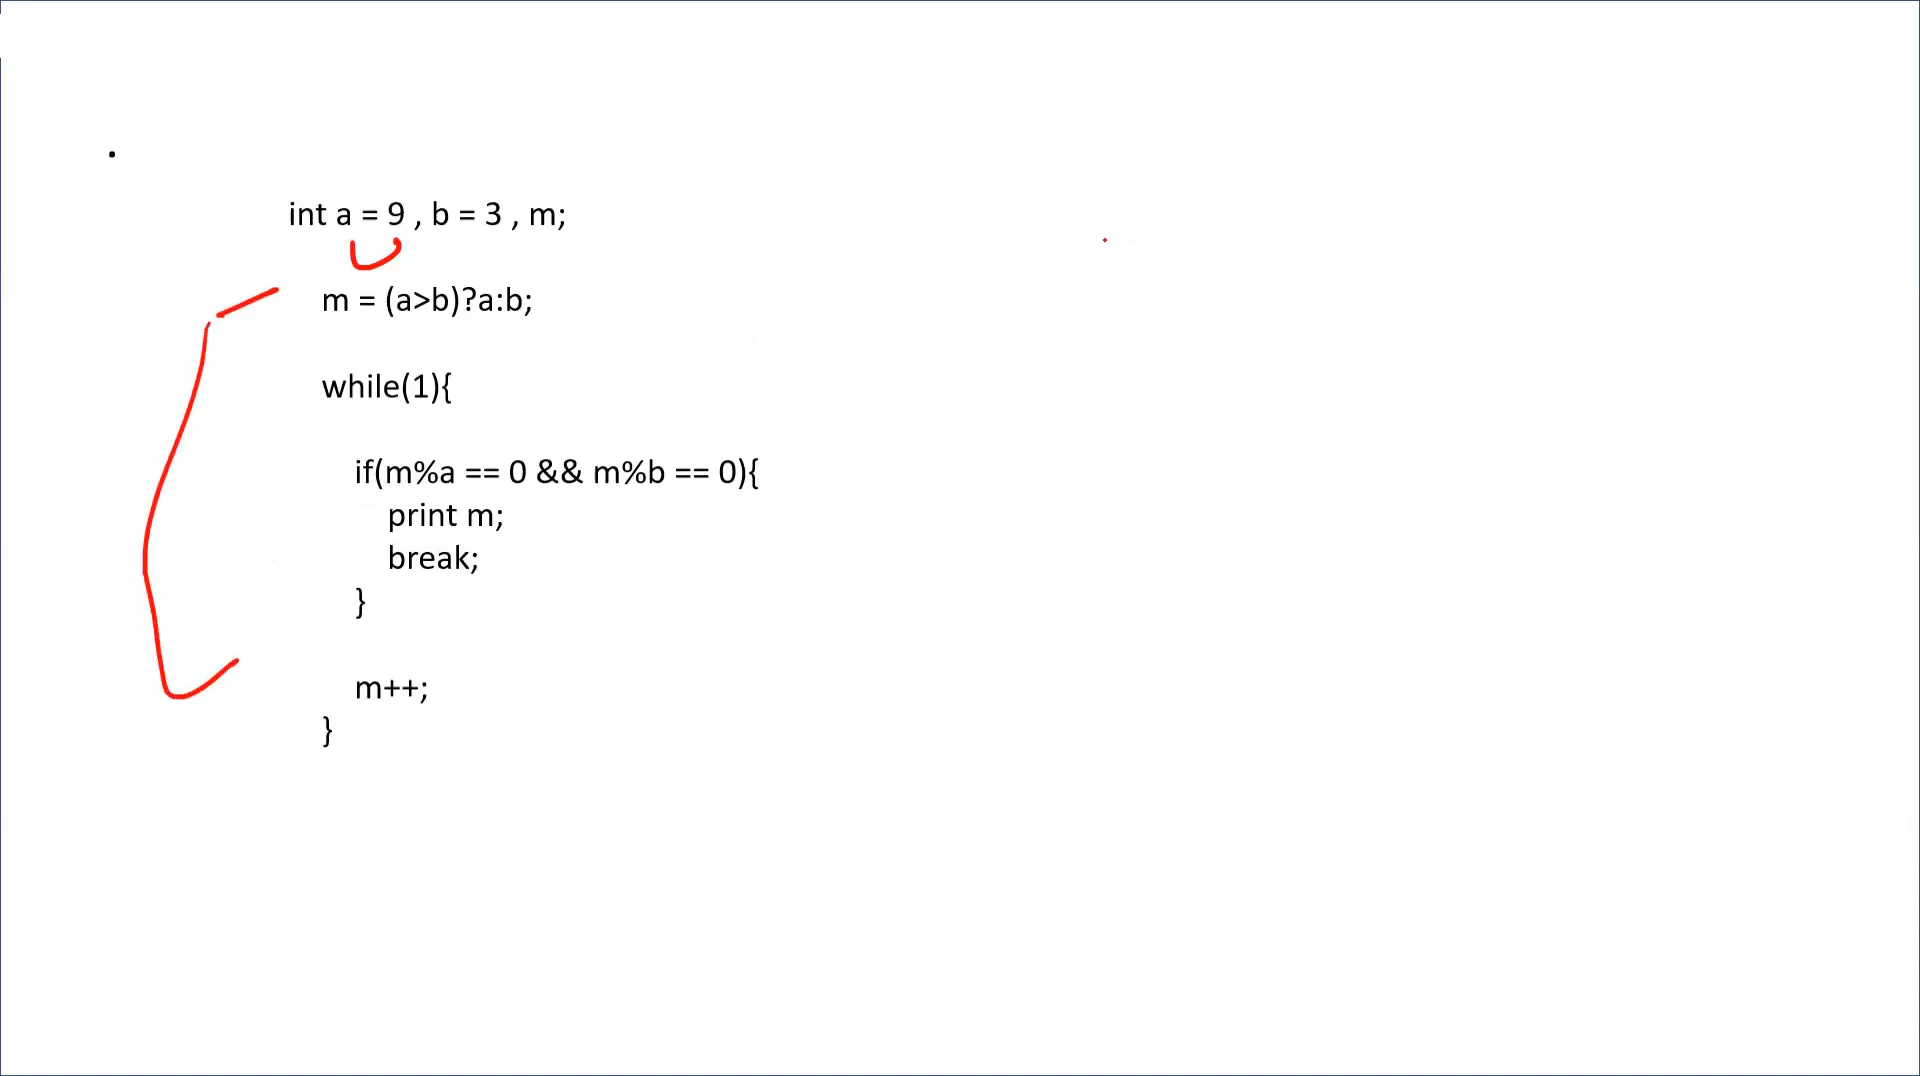 int a = 9 , b = 3 , m;
m = (a>b)?a:b;
while(1){
if(m%a == 0 && m%b == 0){
print m;
break;
}
m++;
}